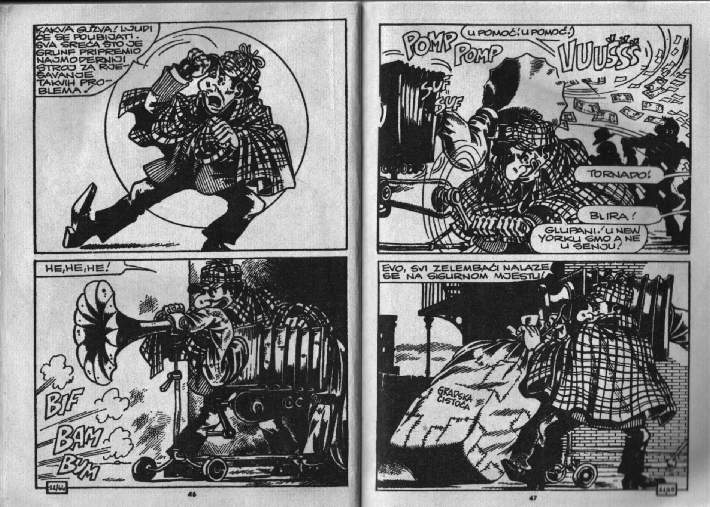 KAKVA GUŽVA! LJUDI
ĆE SE POUBIJATI.
SVA SREĆA ŠTO JE
GRUNF PRIPREMIO
NAJMODERNIJI
STROJ ZA RJE-
ŠAVANJE
TAKVIH PRO-
BLEMA!
HE, HE, HE!
BIF
BAM
BUM
46
U POMOĆ! U POMOĆ!
POMP
POMP
VUUŠŠŠ
SUF
SUF
TORNADO!
BLIRA!
GLUPANI! U NEW
YORKU SMO A NE
U SENJU!
EVO, SVI ZELEMBAĆI NALAZE
SE NA SIGURNOM MJESTU!
GRADSKA
ČISTOĆA
47